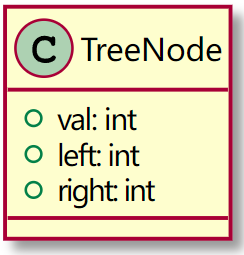 C TreeNode
val: int
left: int
right: int